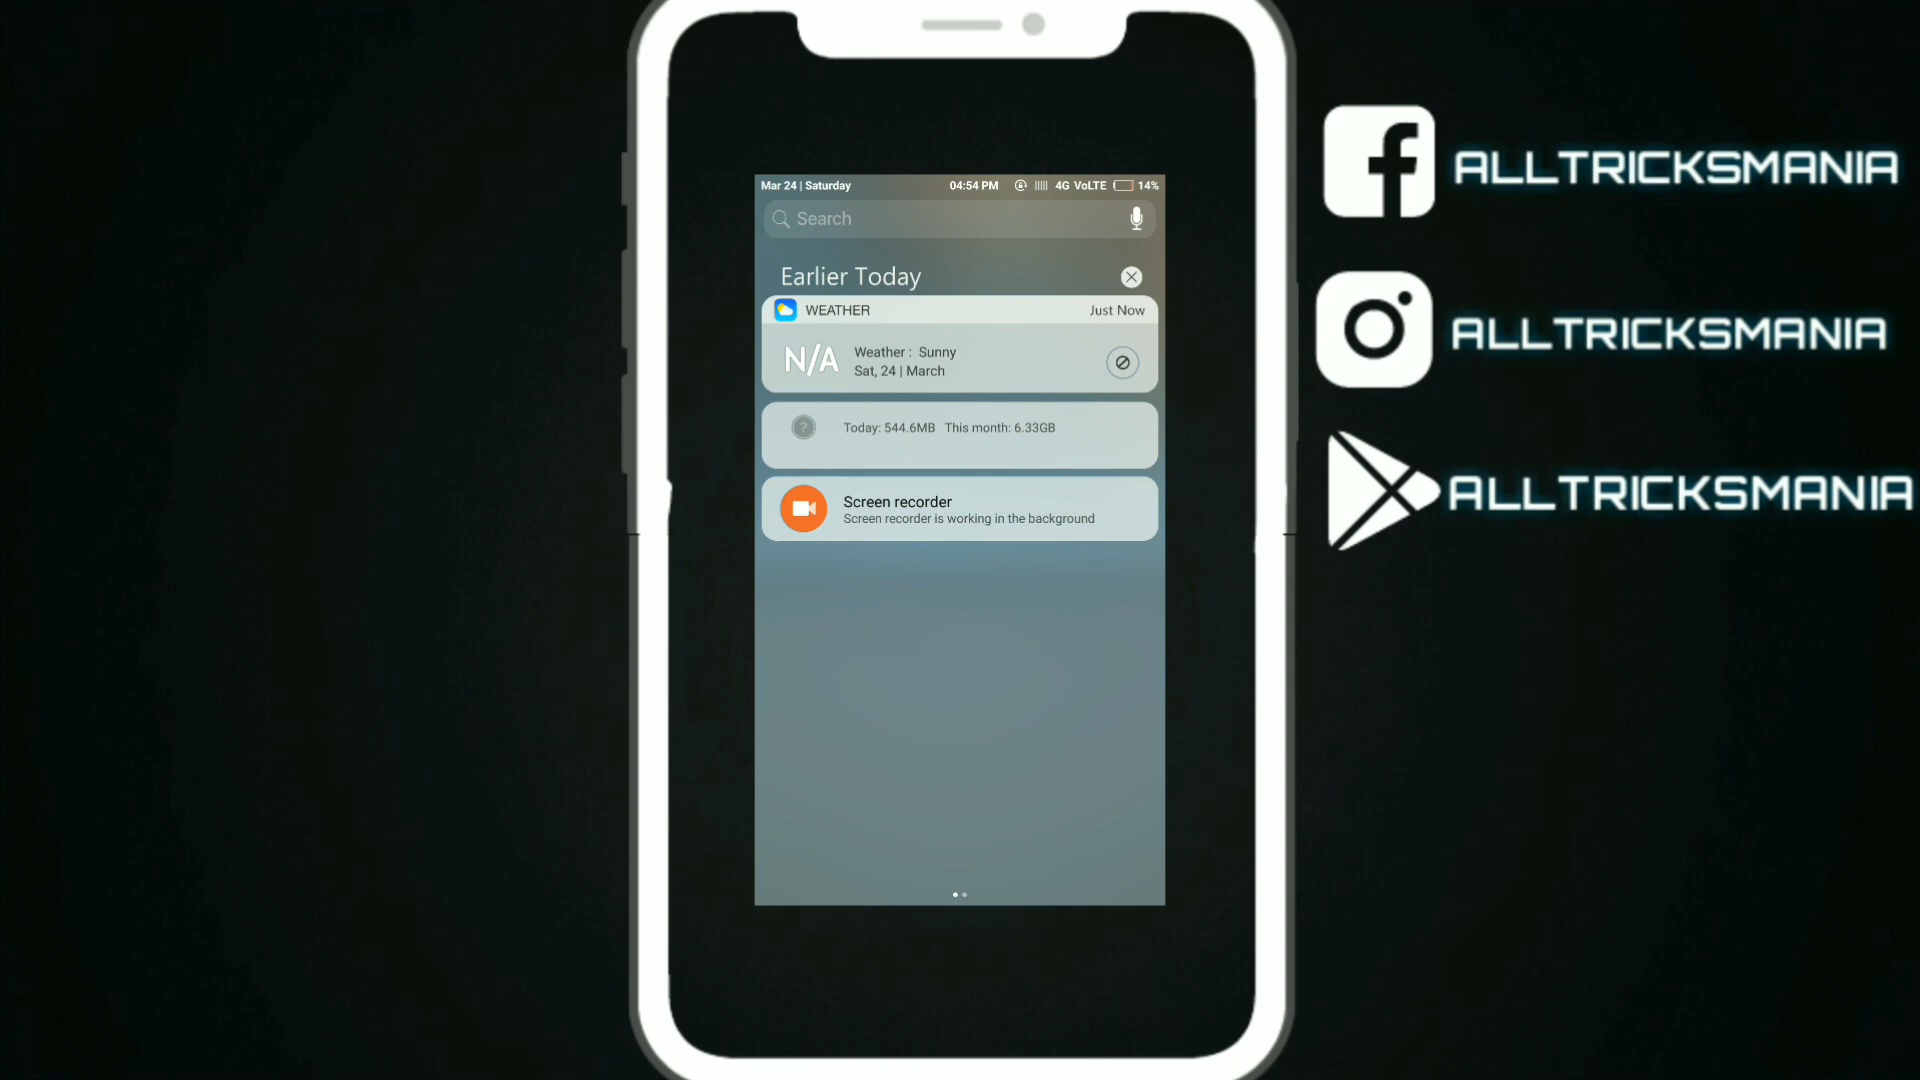 Mar 24 | Saturday 04:54 PM 4G VoLTE 14%
Search
Earlier Today
WEATHER Just Now
N/A
Weather : Sunny
Sat, 24 | March
Today: 544.6MB This month: 6.33GB
Screen recorder
Screen recorder is working in the background
ALLTRICKSMANIA
ALLTRICKSMANIA
ALLTRICKSMANIA